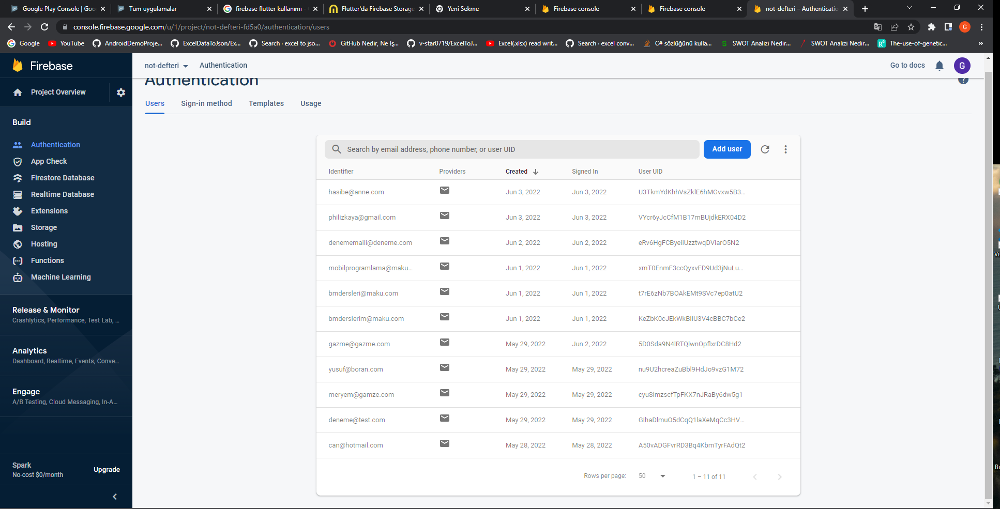 Google Play Console | Goo
Tüm uygulamalar
firebase flutter kullanımı -
Flutter'da Firebase Storage
Yeni Sekme
Firebase console
Firebase console
not-defteri – Authenticatio
console.firebase.google.com/u/1/project/not-defteri-fd5a0/authentication/users
G
Google
YouTube
AndroidDemoProje...
ExcelDataToJson/Ex...
Search · excel to jso...
GitHub Nedir, Ne İş...
v-star0719/ExcelToJ...
Excel(.xlsx) read writ...
Search · excel conv...
C# sözlüğünü kulla...
SWOT Analizi Nedir...
SWOT Analizi Nedir...
The-use-of-genetic...
»
Firebase
not-defteri
Authentication
Go to docs
G
Authentication
Project Overview
Users
Sign-in method
Templates
Usage
Build
Authentication
App Check
Firestore Database
Realtime Database
Extensions
Storage
Hosting
Functions
Machine Learning
Release & Monitor
Crashlytics, Performance, Test Lab, ...
Analytics
Dashboard, Realtime, Events, Conve...
Engage
A/B Testing, Cloud Messaging, In-A...
Spark
No-cost $0/month
Upgrade
Search by email address, phone number, or user UID
Add user
Identifier Providers Created Signed In User UID
hasibe@anne.com Jun 3, 2022 Jun 3, 2022 U3TkmYdKhhVsZklE6hMGvxw5B3...
philizkaya@gmail.com Jun 3, 2022 Jun 3, 2022 VYcr6yJcCfM1B17mBUjdkERX04D2
denememaili@deneme.com Jun 2, 2022 Jun 2, 2022 eRv6HgFCByeiiUzztwqDVlarO5N2
mobilprogramlama@maku... Jun 1, 2022 Jun 1, 2022 xmT0EnmF3ccQyxvFD9Ud3jNuLu...
bmdersleri@maku.com Jun 1, 2022 Jun 1, 2022 t7rE6zNb7BOAkEMt9SVc7ep0atU2
bmderslerim@maku.com Jun 1, 2022 Jun 1, 2022 KeZbK0cJEkWkBlIU3V4cBBC7bCe2
gazme@gazme.com May 29, 2022 Jun 2, 2022 5D0Sda9N4lRTQlwnOpflxrDC8Hd2
yusuf@boran.com May 29, 2022 May 29, 2022 nu9U2hcreaZuBbl9HdJo9vzG1M72
meryem@gamze.com May 29, 2022 May 29, 2022 cyuSlmzscfTpFKX7nJRaBy6dw5g1
deneme@test.com May 29, 2022 May 29, 2022 GIhaDlmuO5dCqQ1laXeMqCc3HV...
can@hotmail.com May 28, 2022 May 28, 2022 A50vADGFvrRD3Bq4KbmTyrFAdQt2
Rows per page: 50 1 – 11 of 11